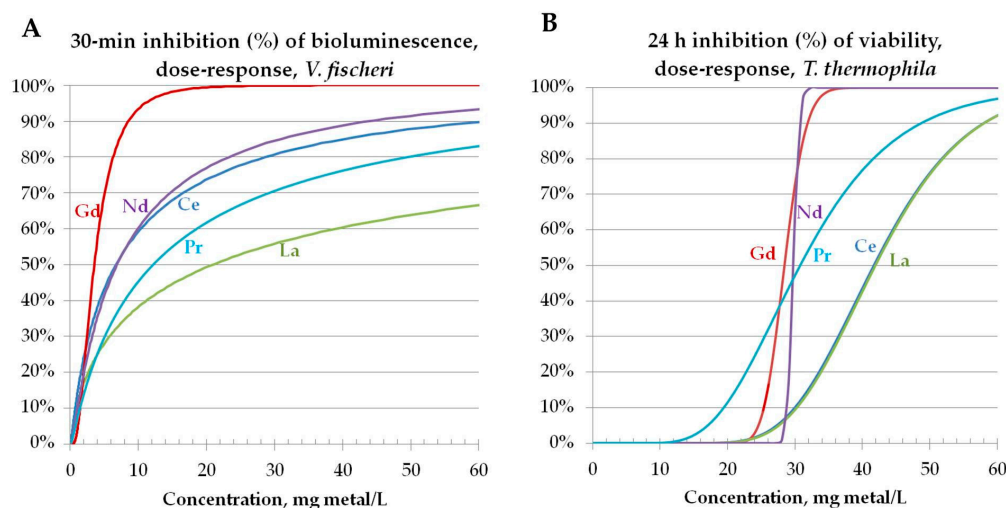 A
30-min inhibition (%) of bioluminescence,
dose-response, V. fischeri
100%
90%
80%
70%
60%
50%
40%
30%
20%
10%
0%
Gd
Nd
Ce
Pr
La
0 10 20 30 40 50 60
Concentration, mg metal/L
B
24 h inhibition (%) of viability,
dose-response, T. thermophila
100%
90%
80%
70%
60%
50%
40%
30%
20%
10%
0%
Nd
Gd
Pr
Ce
La
0 10 20 30 40 50 60
Concentration, mg metal/L